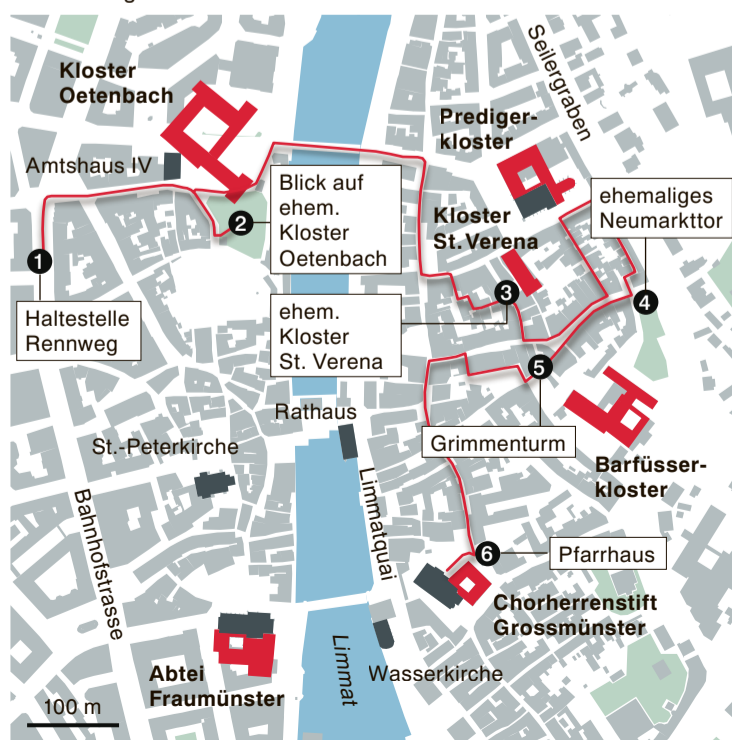 Kloster
Oetenbach
Amtshaus IV
Seilergraben
Prediger-
kloster
Kloster
St. Verena
Blick auf
ehem.
Kloster
Oetenbach
ehemaliges
Neumarkttor
1
2
3
4
5
6
Haltestelle
Rennweg
ehem.
Kloster
St. Verena
Rathaus
St.-Peterkirche
Grimmenturm
Barfüsser-
kloster
Bahnhofstrasse
Limmatquai
Pfarrhaus
Chorherrenstift
Grossmünster
Abtei
Fraumünster
Limmat
Wasserkirche
100 m